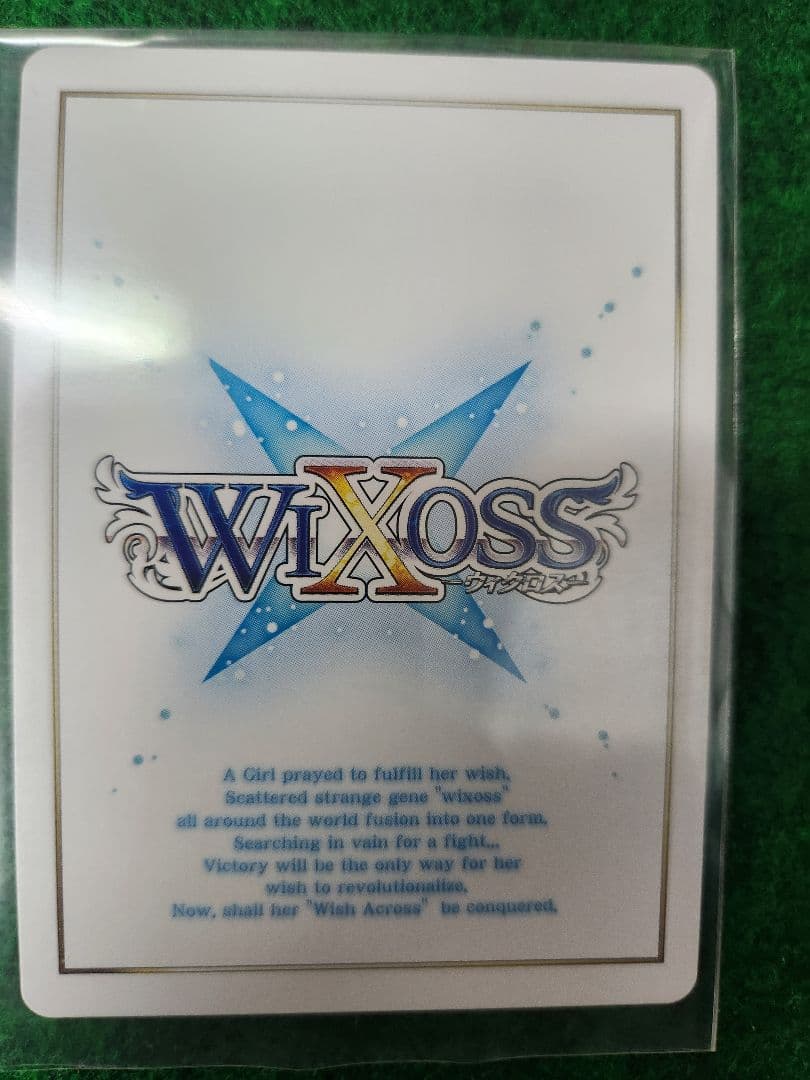 WIXOSS
ーウィクロスー
A Girl prayed to fulfill her wish.
Scattered strange gene "wixoss"
all around the world fusion into one form.
Searching in vain for a fight...
Victory will be the only way for her
wish to revolutionalize.
Now, shall her "Wish Across" be conquered.